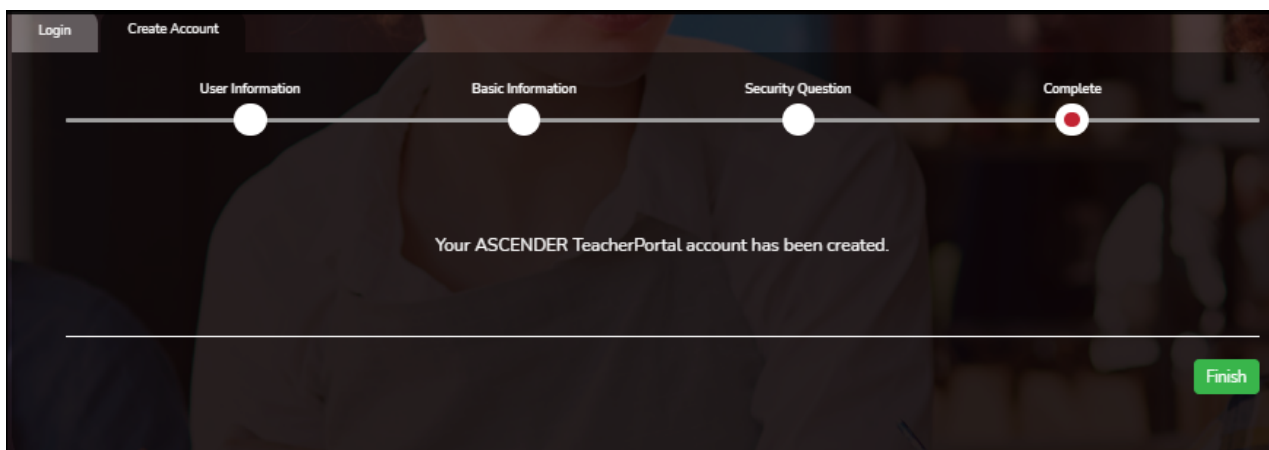 Login Create Account
User Information Basic Information Security Question Complete
Your ASCENDER TeacherPortal account has been created.
Finish